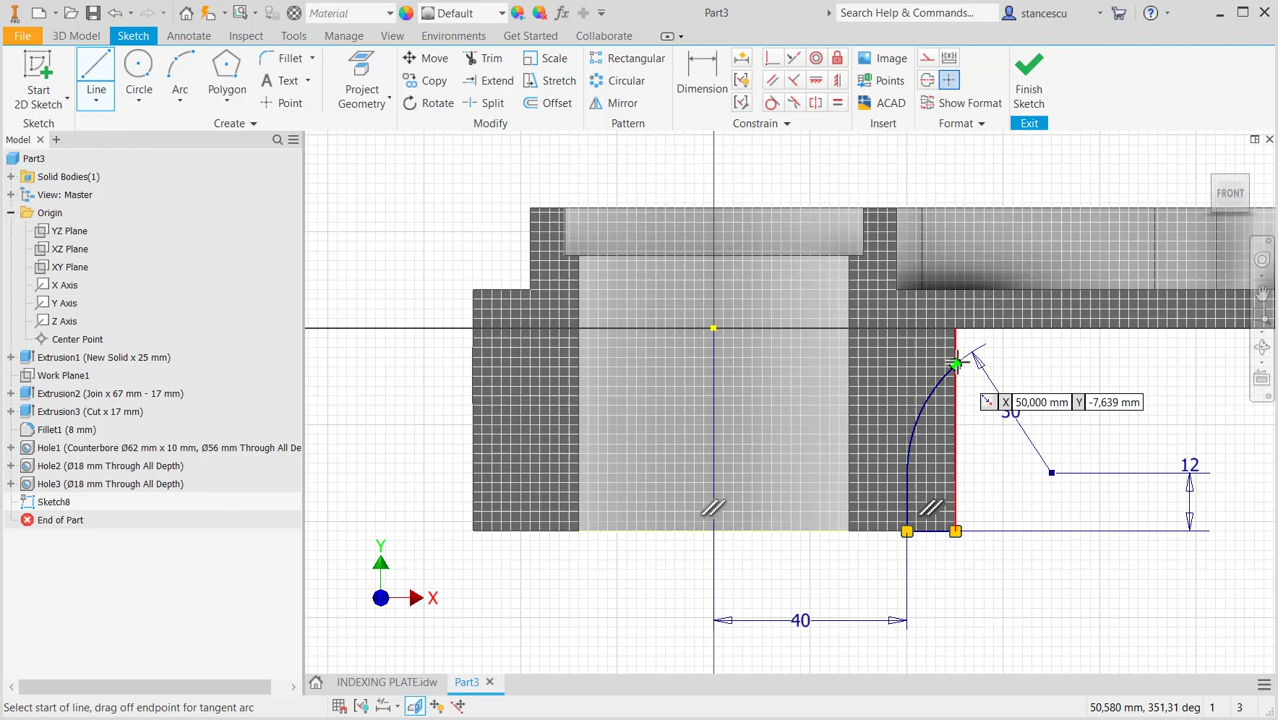 PRO
Material
Default
Part3
Search Help & Commands...
stancescu
File
3D Model
Sketch
Annotate
Inspect
Tools
Manage
View
Environments
Get Started
Collaborate
Start
2D Sketch
Line
Circle
Arc
Polygon
Fillet
Text
Point
Project
Geometry
Move
Trim
Scale
Copy
Extend
Stretch
Rotate
Split
Offset
Rectangular
Circular
Mirror
Dimension
Image
Points
ACAD
Show Format
Finish
Sketch
Sketch
Create
Modify
Pattern
Constrain
Insert
Format
Exit
Model
Part3
Solid Bodies(1)
View: Master
Origin
YZ Plane
XZ Plane
XY Plane
X Axis
Y Axis
Z Axis
Center Point
Extrusion1 (New Solid x 25 mm)
Work Plane1
Extrusion2 (Join x 67 mm - 17 mm)
Extrusion3 (Cut x 17 mm)
Fillet1 (8 mm)
Hole1 (Counterbore Ø62 mm x 10 mm, Ø56 mm Through All De
Hole2 (Ø18 mm Through All Depth)
Hole3 (Ø18 mm Through All Depth)
Sketch8
End of Part
FRONT
X 50,000 mm Y -7,639 mm
30
12
40
Y
X
INDEXING PLATE.idw
Part3
Select start of line, drag off endpoint for tangent arc
50,580 mm, 351,31 deg
1
3